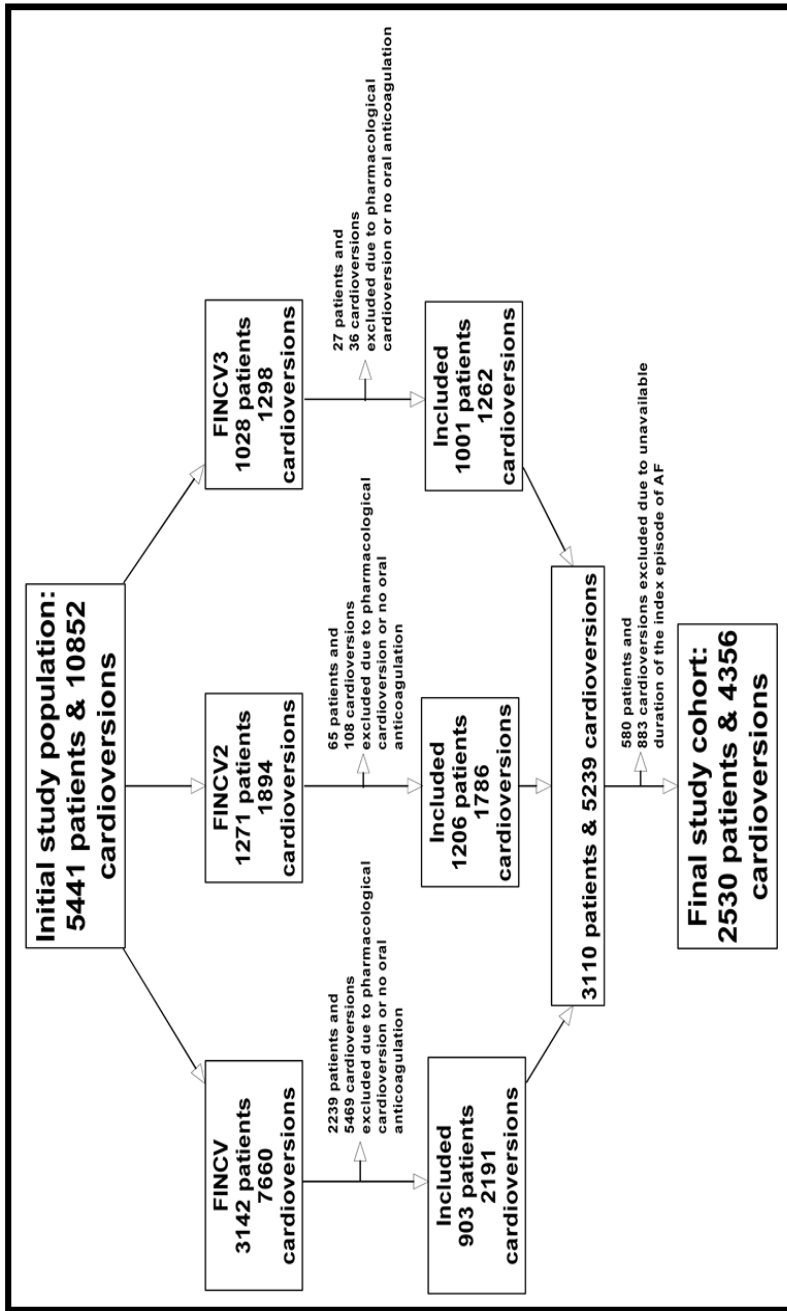 Initial study population:
5441 patients & 10852
cardioversions
FINCV
3142 patients
7660
cardioversions
FINCV2
1271 patients
1894
cardioversions
FINCV3
1028 patients
1298
cardioversions
2239 patients and
5469 cardioversions
excluded due to pharmacological
cardioversion or no oral
anticoagulation
65 patients and
108 cardioversions
excluded due to pharmacological
cardioversion or no oral
anticoagulation
27 patients and
36 cardioversions
excluded due to pharmacological
cardioversion or no oral anticoagulation
Included
903 patients
2191
cardioversions
Included
1206 patients
1786
cardioversions
Included
1001 patients
1262
cardioversions
3110 patients & 5239 cardioversions
580 patients and
883 cardioversions excluded due to unavailable
duration of the index episode of AF
Final study cohort:
2530 patients & 4356
cardioversions